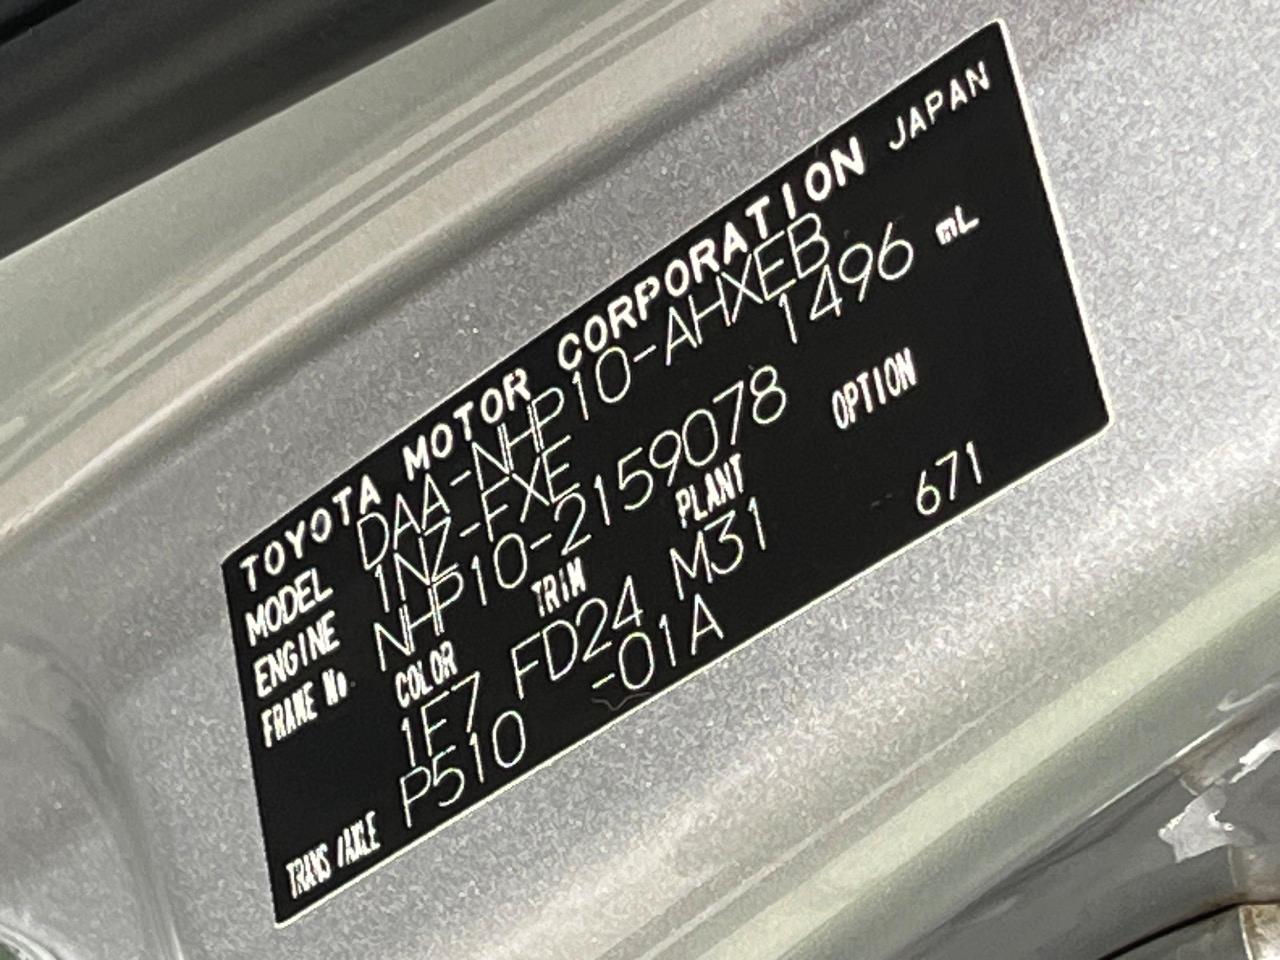 TOYOTA MOTOR CORPORATION JAPAN
MODEL DAA-NHP10-AHXEB
ENGINE 1NZ-FXE 1496 mL
FRAME No. NHP10-2159078
COLOR TRIM PLANT OPTION
1E7 FD24 M31 671
TRANS/AXLE P510 -01A